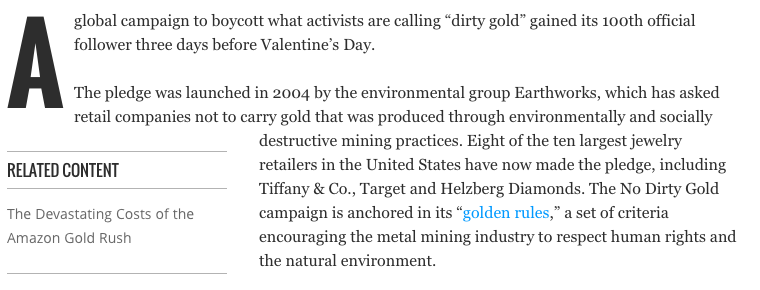 A global campaign to boycott what activists are calling “dirty gold” gained its 100th official
follower three days before Valentine’s Day.
The pledge was launched in 2004 by the environmental group Earthworks, which has asked
retail companies not to carry gold that was produced through environmentally and socially
destructive mining practices. Eight of the ten largest jewelry
retailers in the United States have now made the pledge, including
Tiffany & Co., Target and Helzberg Diamonds. The No Dirty Gold
campaign is anchored in its “golden rules,” a set of criteria
encouraging the metal mining industry to respect human rights and
the natural environment.
RELATED CONTENT
The Devastating Costs of the
Amazon Gold Rush